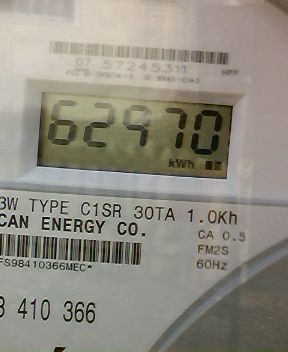 07 57245311
62970
kWh
3W TYPE C1SR 30TA 1.0Kh
CAN ENERGY CO.
CA 0.5
FM2S
60Hz
FS98410366MEC*
8 410 366